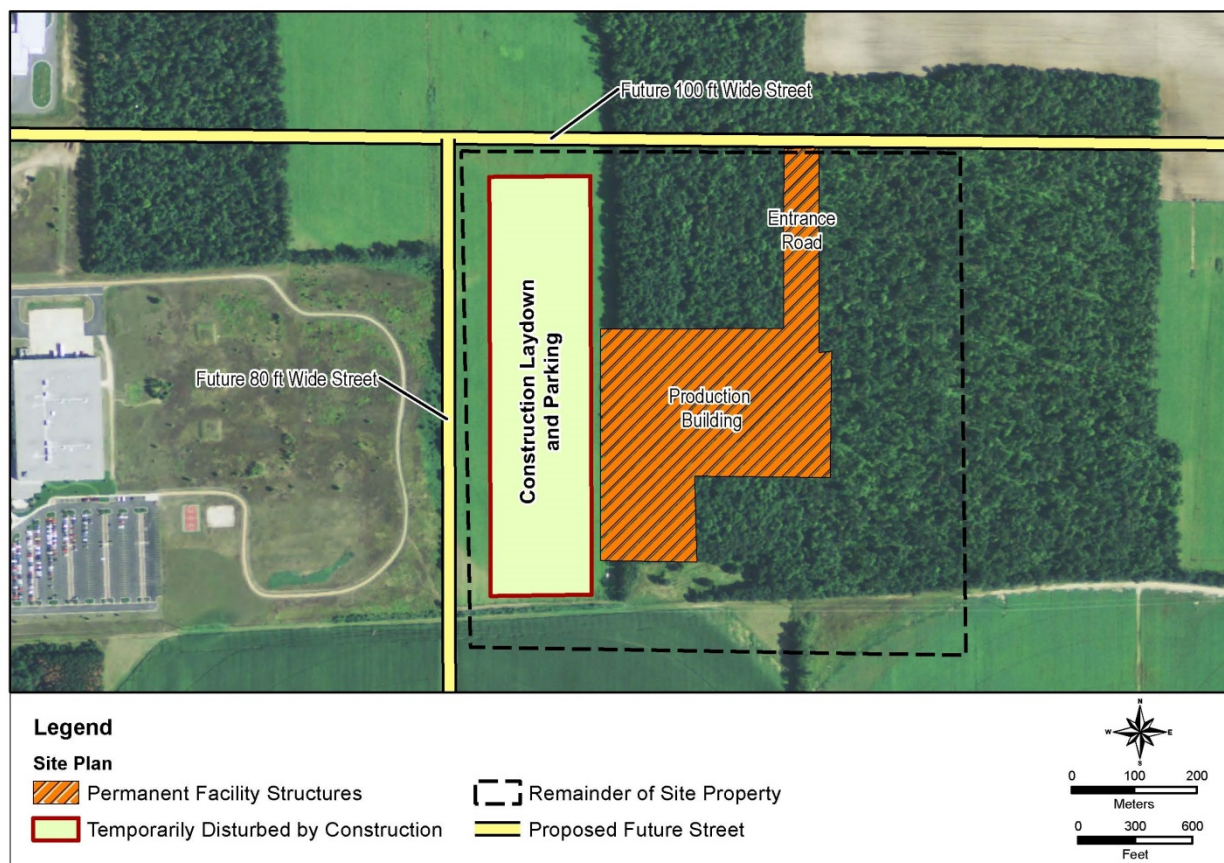 Future 100 ft Wide Street
Entrance
Road
Construction Laydown
and Parking
Future 80 ft Wide Street
Production
Building
Legend
Site Plan
Permanent Facility Structures
Temporarily Disturbed by Construction
Remainder of Site Property
Proposed Future Street
N
W E
S
0 100 200
Meters
0 300 600
Feet